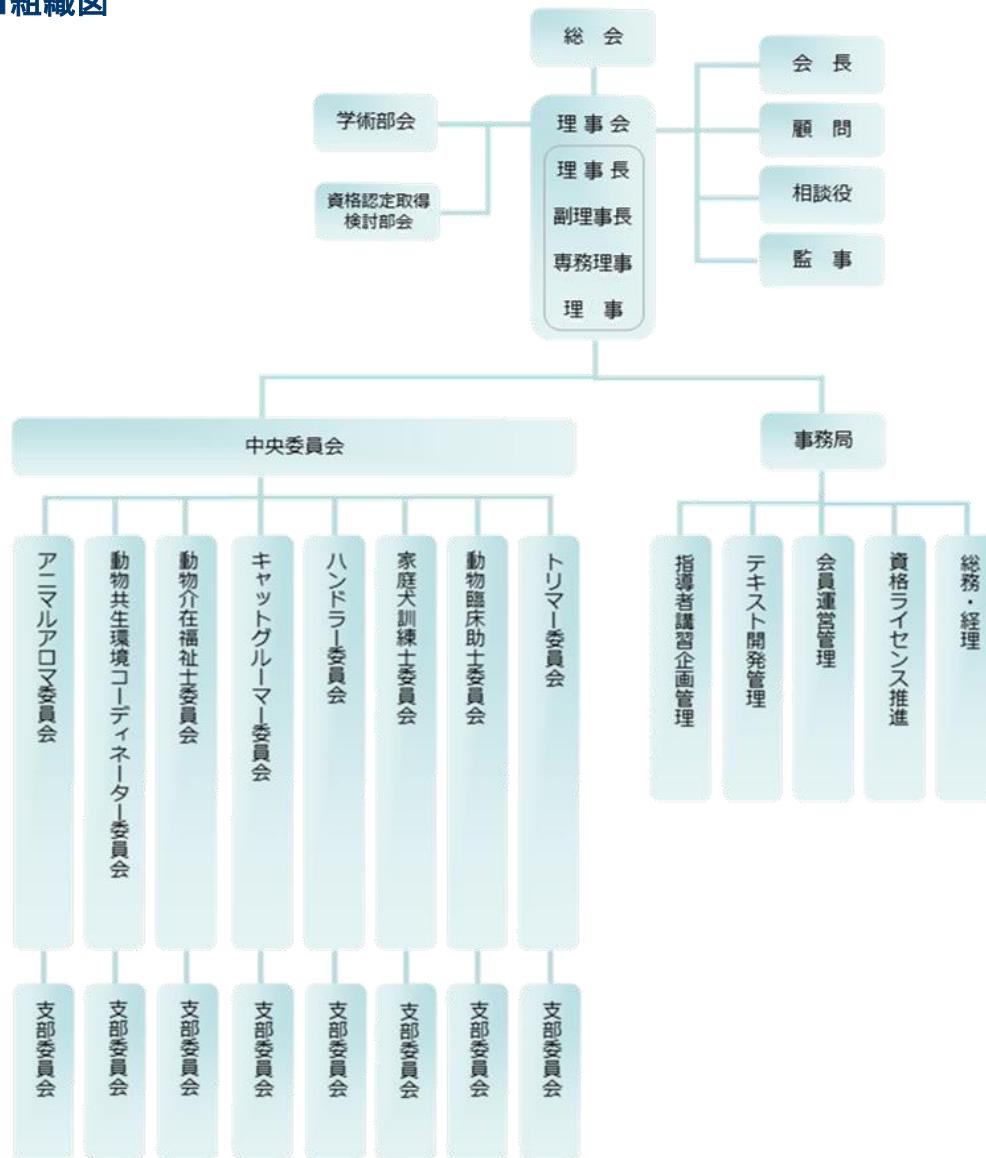 組織図
総 会
会 長
学術部会
理 事 会
顧 問
理 事 長
資格認定取得
検討部会
相談役
副理事長
専務理事
監 事
理 事
中央委員会
事務局
アニマルアロマ委員会
動物共生環境コーディネーター委員会
動物介在福祉士委員会
キャットグルーマー委員会
ハンドラー委員会
家庭犬訓練士委員会
動物臨床助士委員会
トリマー委員会
指導者講習企画管理
テキスト開発管理
会員運営管理
資格ライセンス推進
総務・経理
支部委員会
支部委員会
支部委員会
支部委員会
支部委員会
支部委員会
支部委員会
支部委員会